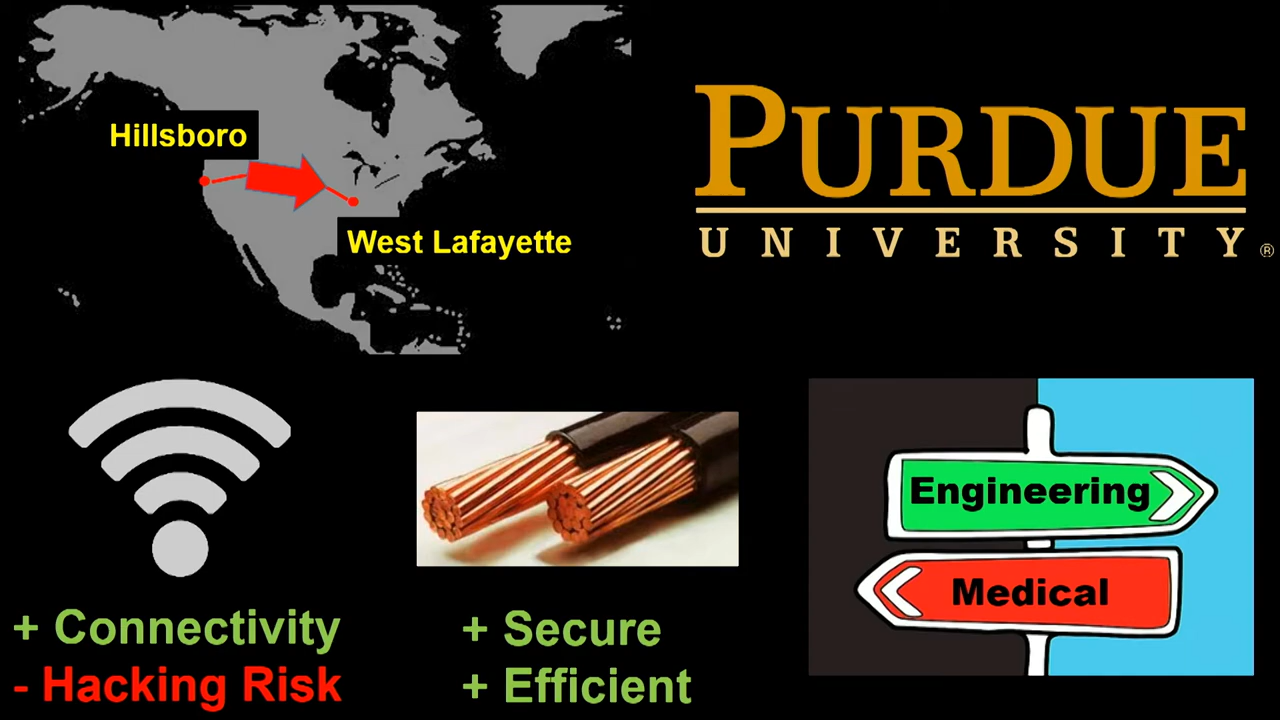 Hillsboro
West Lafayette
PURDUE
UNIVERSITY®
+ Connectivity
- Hacking Risk
+ Secure
+ Efficient
Engineering
Medical